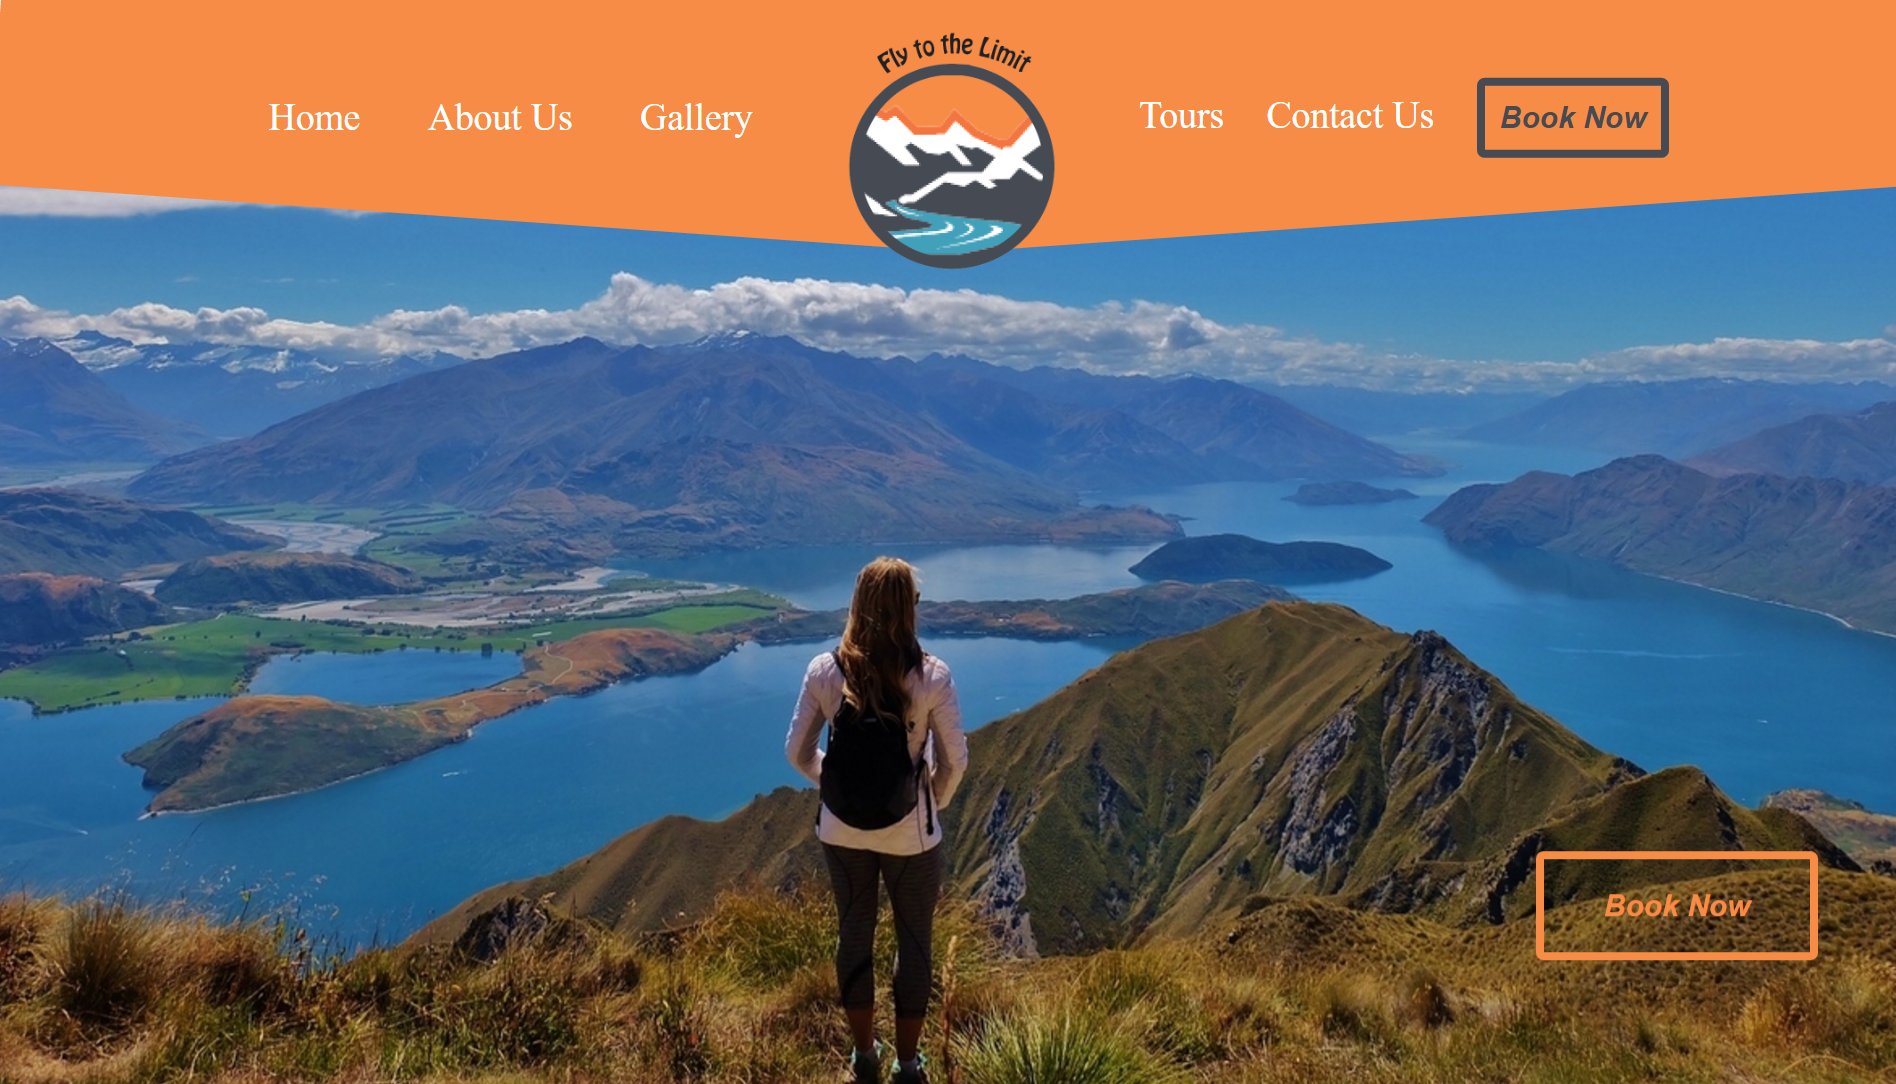 Fly to the Limit
Home
About Us
Gallery
Tours
Contact Us
Book Now
Book Now